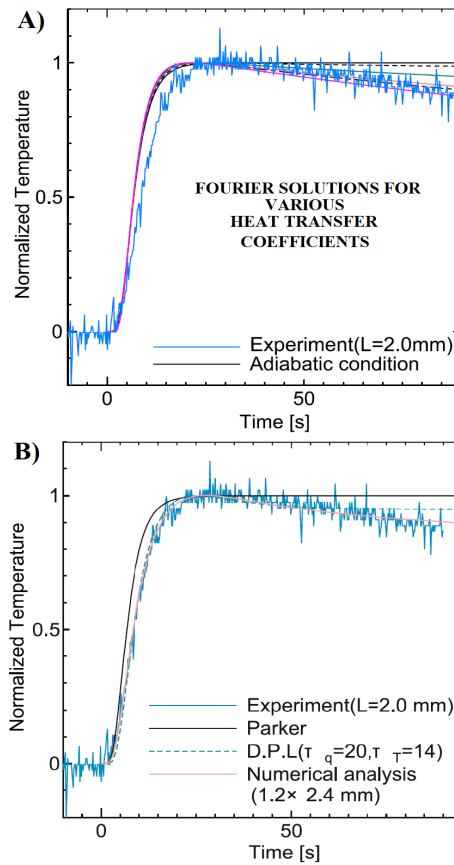 A)
Normalized Temperature
1
0.5
0
FOURIER SOLUTIONS FOR
VARIOUS
HEAT TRANSFER
COEFFICIENTS
Experiment(L=2.0mm)
Adiabatic condition
0
50
Time [s]
B)
Normalized Temperature
1
0.5
0
Experiment(L=2.0 mm)
Parker
D.P.L(τ q=20,τ T=14)
Numerical analysis
(1.2× 2.4 mm)
0
50
Time [s]